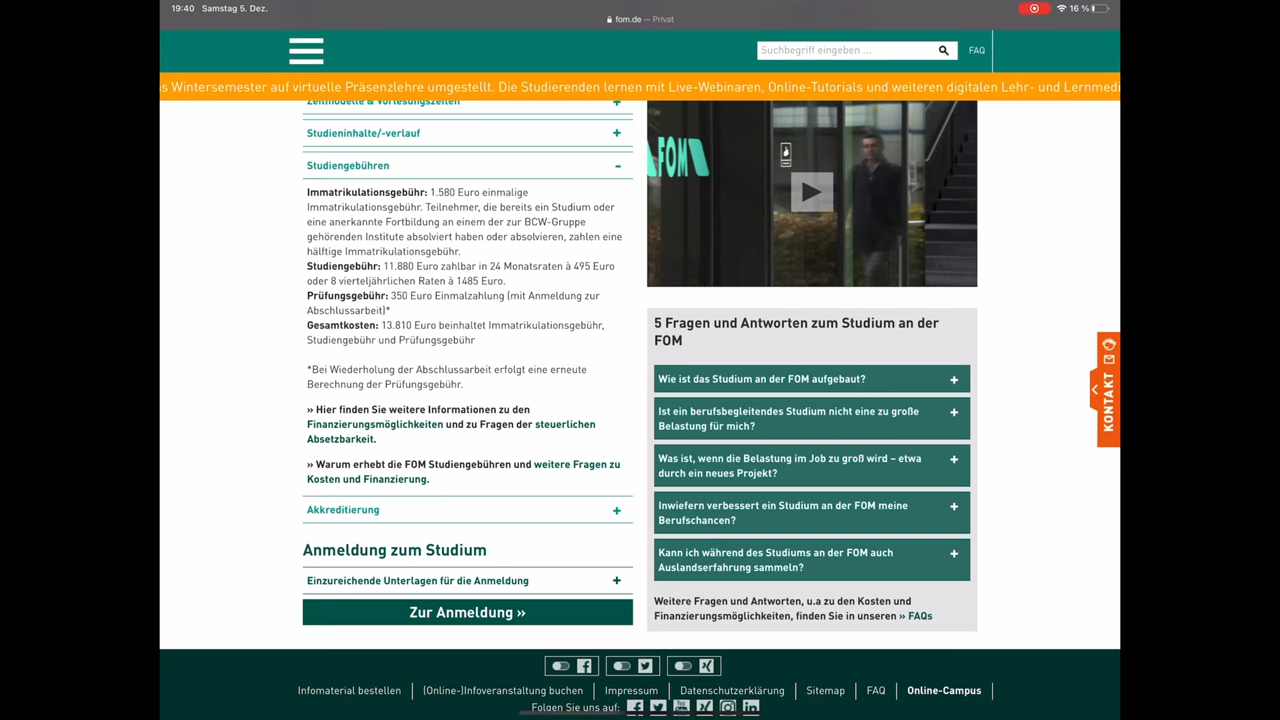 19:40 Samstag 5. Dez.
16 %
fom.de — Privat
Suchbegriff eingeben ...
FAQ
s Wintersemester auf virtuelle Präsenzlehre umgestellt. Die Studierenden lernen mit Live-Webinaren, Online-Tutorials und weiteren digitalen Lehr- und Lernmedi
Zeitmodelle & Vorlesungszeiten +
Studieninhalte/-verlauf +
Studiengebühren -
Immatrikulationsgebühr: 1.580 Euro einmalige
Immatrikulationsgebühr. Teilnehmer, die bereits ein Studium oder
eine anerkannte Fortbildung an einem der zur BCW-Gruppe
gehörenden Institute absolviert haben oder absolvieren, zahlen eine
hälftige Immatrikulationsgebühr.
Studiengebühr: 11.880 Euro zahlbar in 24 Monatsraten à 495 Euro
oder 8 vierteljährlichen Raten à 1485 Euro.
Prüfungsgebühr: 350 Euro Einmalzahlung (mit Anmeldung zur
Abschlussarbeit)*
Gesamtkosten: 13.810 Euro beinhaltet Immatrikulationsgebühr,
Studiengebühr und Prüfungsgebühr
*Bei Wiederholung der Abschlussarbeit erfolgt eine erneute
Berechnung der Prüfungsgebühr.
» Hier finden Sie weitere Informationen zu den
Finanzierungsmöglichkeiten und zu Fragen der steuerlichen
Absetzbarkeit.
» Warum erhebt die FOM Studiengebühren und weitere Fragen zu
Kosten und Finanzierung.
Akkreditierung +
Anmeldung zum Studium
Einzureichende Unterlagen für die Anmeldung +
Zur Anmeldung »
FOM
5 Fragen und Antworten zum Studium an der
FOM
Wie ist das Studium an der FOM aufgebaut? +
Ist ein berufsbegleitendes Studium nicht eine zu große +
Belastung für mich?
Was ist, wenn die Belastung im Job zu groß wird – etwa +
durch ein neues Projekt?
Inwiefern verbessert ein Studium an der FOM meine +
Berufschancen?
Kann ich während des Studiums an der FOM auch +
Auslandserfahrung sammeln?
Weitere Fragen und Antworten, u.a zu den Kosten und
Finanzierungsmöglichkeiten, finden Sie in unseren » FAQs
KONTAKT
Infomaterial bestellen
(Online-)Infoveranstaltung buchen
Impressum
Datenschutzerklärung
Sitemap
FAQ
Online-Campus
Folgen Sie uns auf: